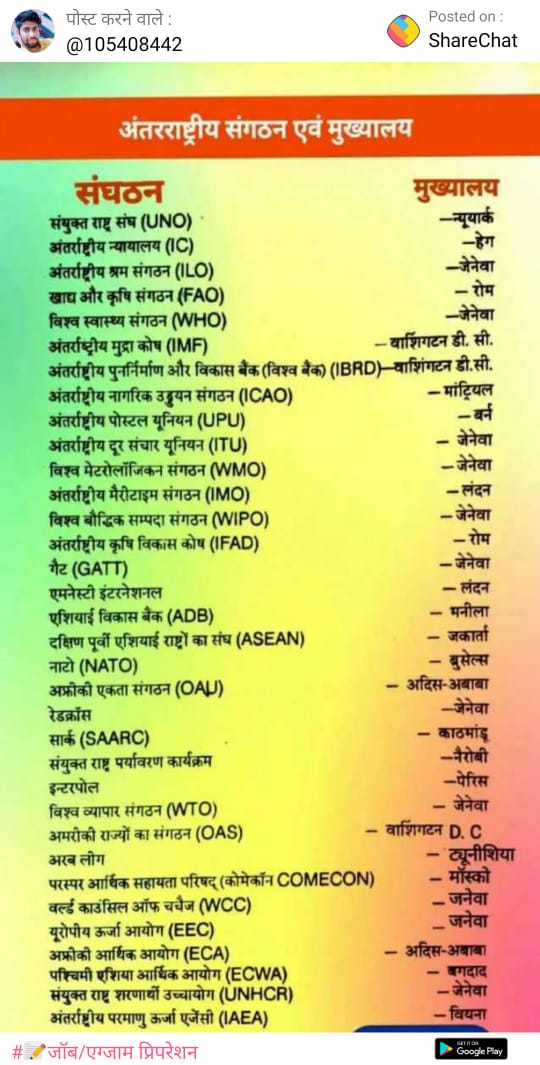 पोस्ट करने वाले :
@105408442
Posted on :
ShareChat
अंतरराष्ट्रीय संगठन एवं मुख्यालय
संघठन मुख्यालय
संयुक्त राष्ट्र संघ (UNO) —न्यूयार्क
अंतर्राष्ट्रीय न्यायालय (IC) —हेग
अंतर्राष्ट्रीय श्रम संगठन (ILO) —जेनेवा
खाद्य और कृषि संगठन (FAO) — रोम
विश्व स्वास्थ्य संगठन (WHO) —जेनेवा
अंतर्राष्ट्रीय मुद्रा कोष (IMF) — वाशिंगटन डी. सी.
अंतर्राष्ट्रीय पुनर्निर्माण और विकास बैंक (विश्व बैंक) (IBRD)—वाशिंगटन डी.सी.
अंतर्राष्ट्रीय नागरिक उड्डयन संगठन (ICAO) — मांट्रियल
अंतर्राष्ट्रीय पोस्टल यूनियन (UPU) — बर्न
अंतर्राष्ट्रीय दूर संचार यूनियन (ITU) — जेनेवा
विश्व मेटरोलॉजिकन संगठन (WMO) —जेनेवा
अंतर्राष्ट्रीय मैरीटाइम संगठन (IMO) —लंदन
विश्व बौद्धिक सम्पदा संगठन (WIPO) — जेनेवा
अंतर्राष्ट्रीय कृषि विकास कोष (IFAD) — रोम
गैट (GATT) — जेनेवा
एमनेस्टी इंटरनेशनल — लंदन
एशियाई विकास बैंक (ADB) — मनीला
दक्षिण पूर्वी एशियाई राष्ट्रों का संघ (ASEAN) — जकार्ता
नाटो (NATO) — ब्रुसेल्स
अफ्रीकी एकता संगठन (OAU) — अदिस-अबाबा
रेडक्रॉस —जेनेवा
सार्क (SAARC) — काठमांडू
संयुक्त राष्ट्र पर्यावरण कार्यक्रम —नैरोबी
इन्टरपोल —पेरिस
विश्व व्यापार संगठन (WTO) — जेनेवा
अमरीकी राज्यों का संगठन (OAS) — वाशिंगटन D. C
अरब लीग — ट्यूनीशिया
परस्पर आर्थिक सहायता परिषद् (कोमेकॉन COMECON) — मॉस्को
वर्ल्ड काउंसिल ऑफ चर्चेज (WCC) — जनेवा
यूरोपीय ऊर्जा आयोग (EEC) — जनेवा
अफ्रीकी आर्थिक आयोग (ECA) — अदिस-अबाबा
पश्चिमी एशिया आर्थिक आयोग (ECWA) — बगदाद
संयुक्त राष्ट्र शरणार्थी उच्चायोग (UNHCR) — जेनेवा
अंतर्राष्ट्रीय परमाणु ऊर्जा एजेंसी (IAEA) — वियना
#📝जॉब/एग्जाम प्रिपरेशन
GET IT ON
Google Play